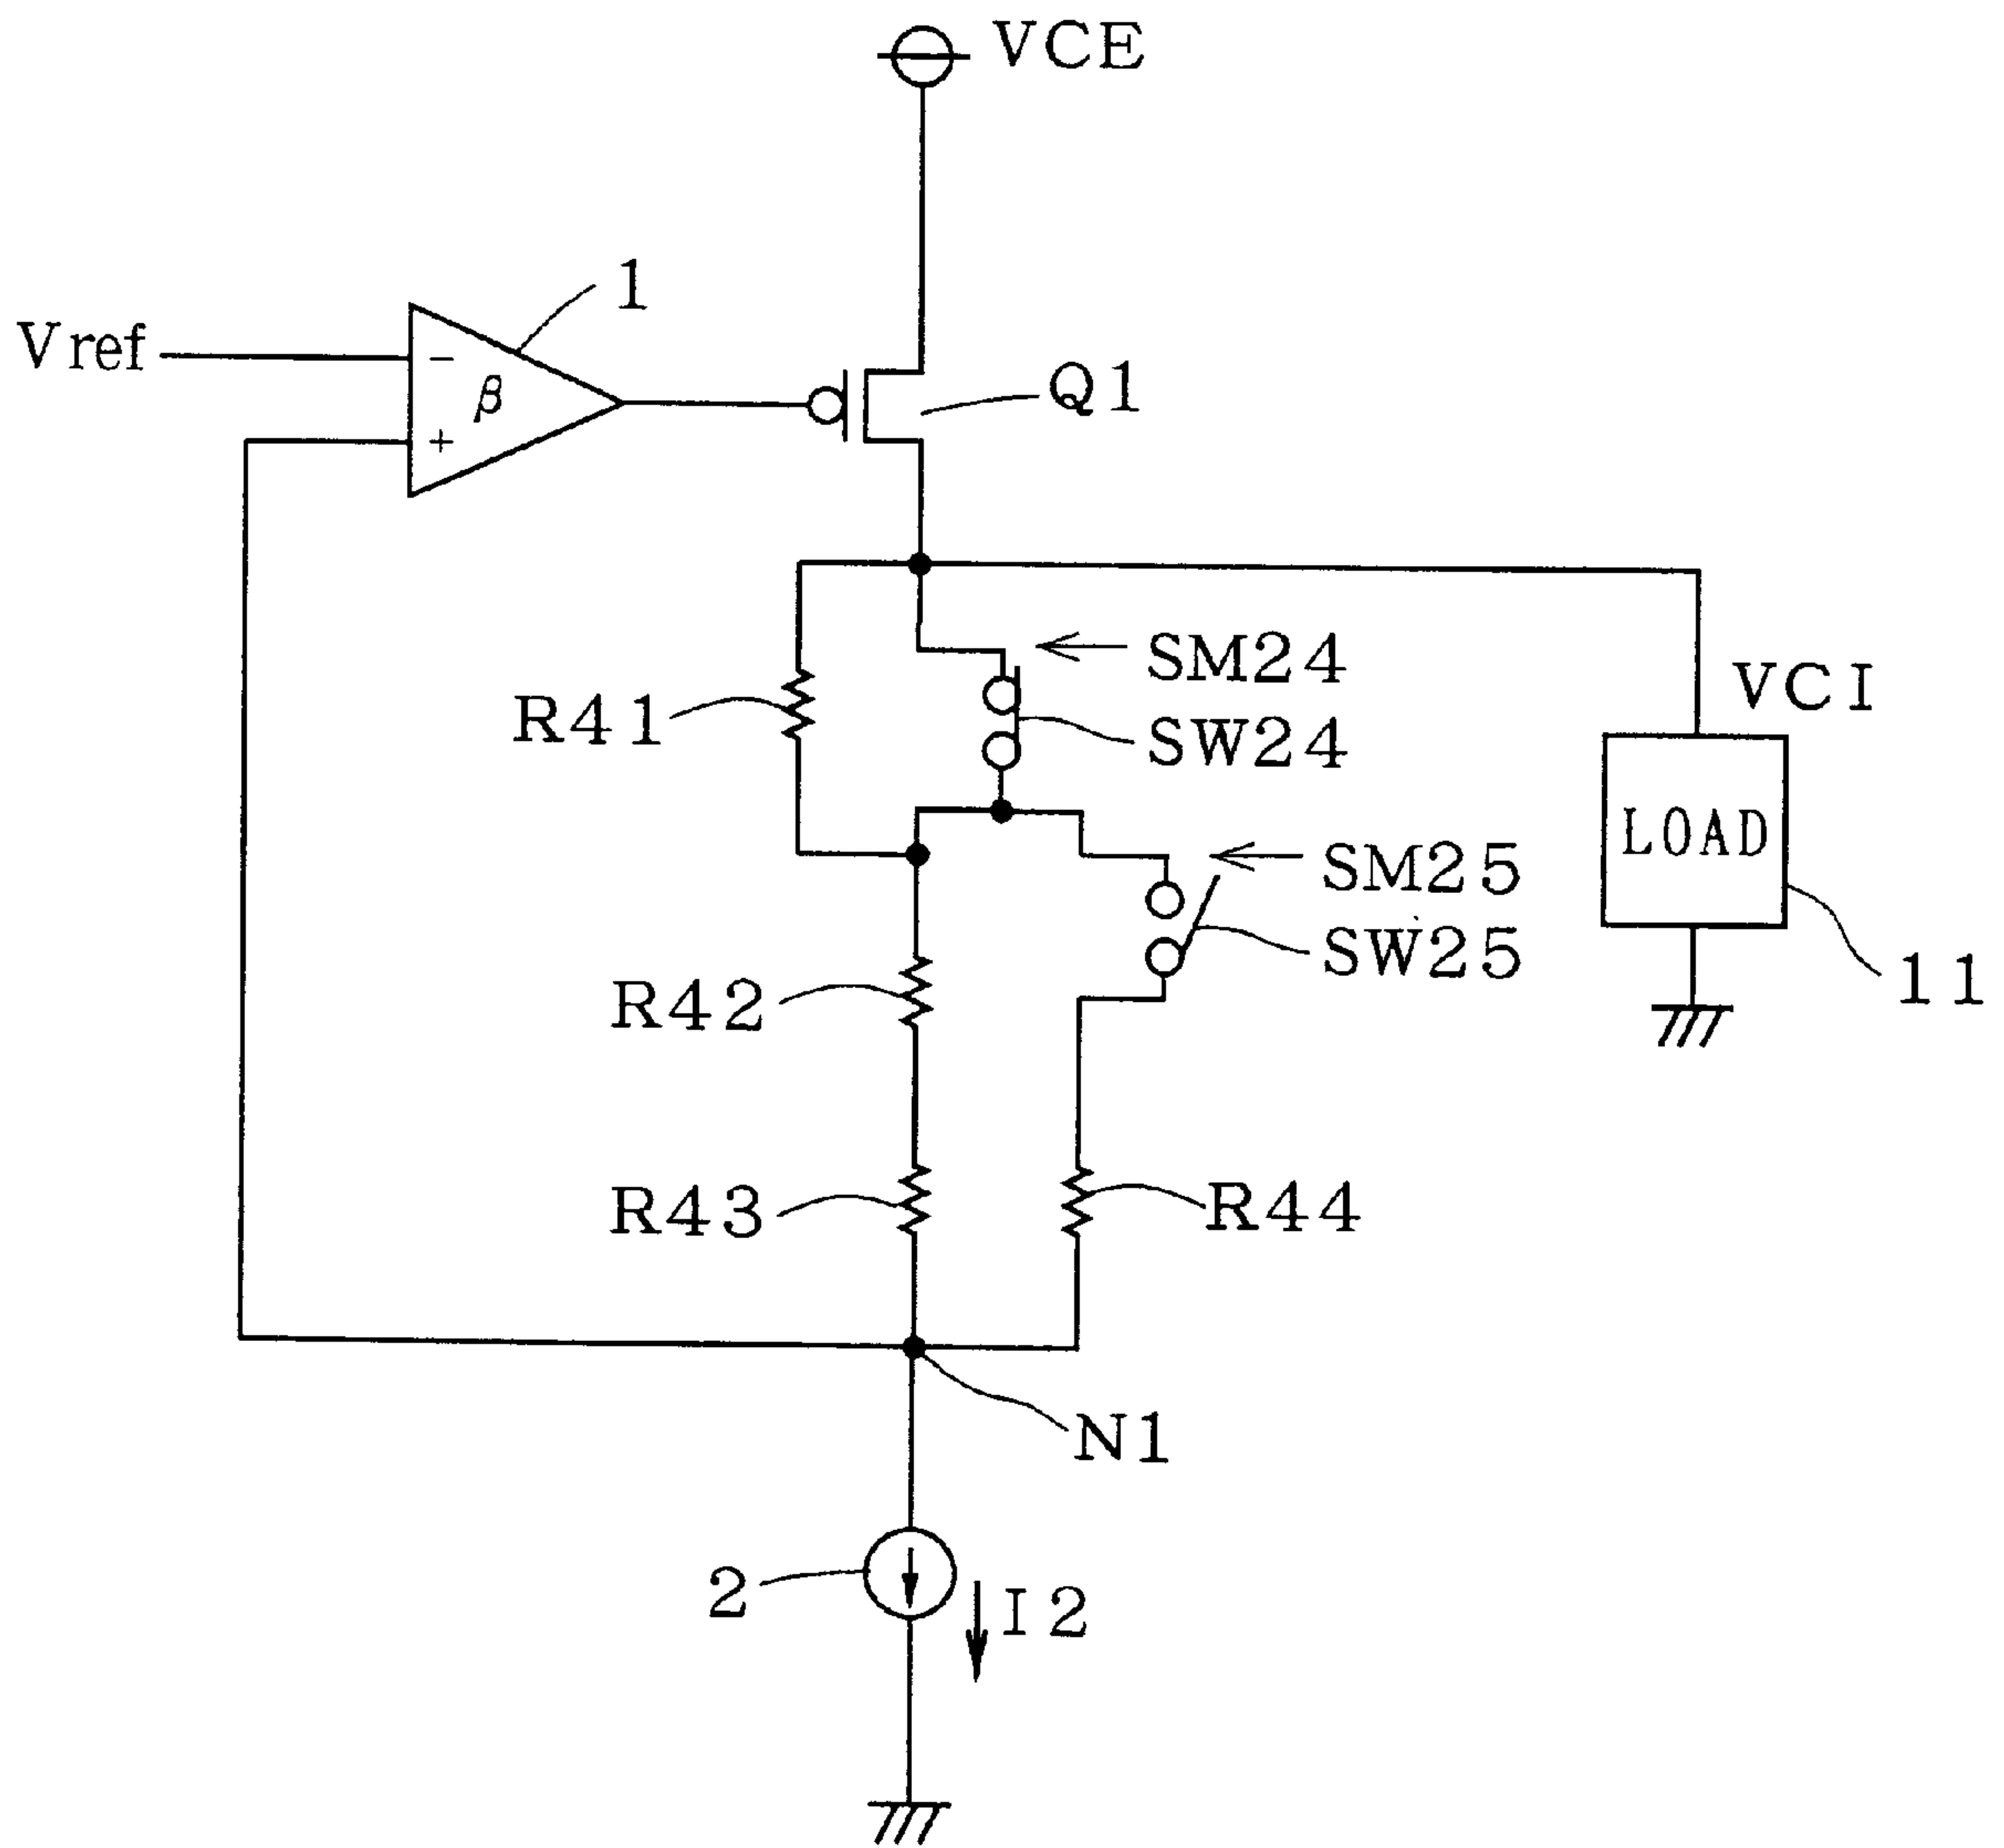 VCE
1
Vref
−
β
+
Q1
SM24
R41
SW24
VCI
LOAD
SM25
SW25
11
R42
R43
R44
N1
2
I2